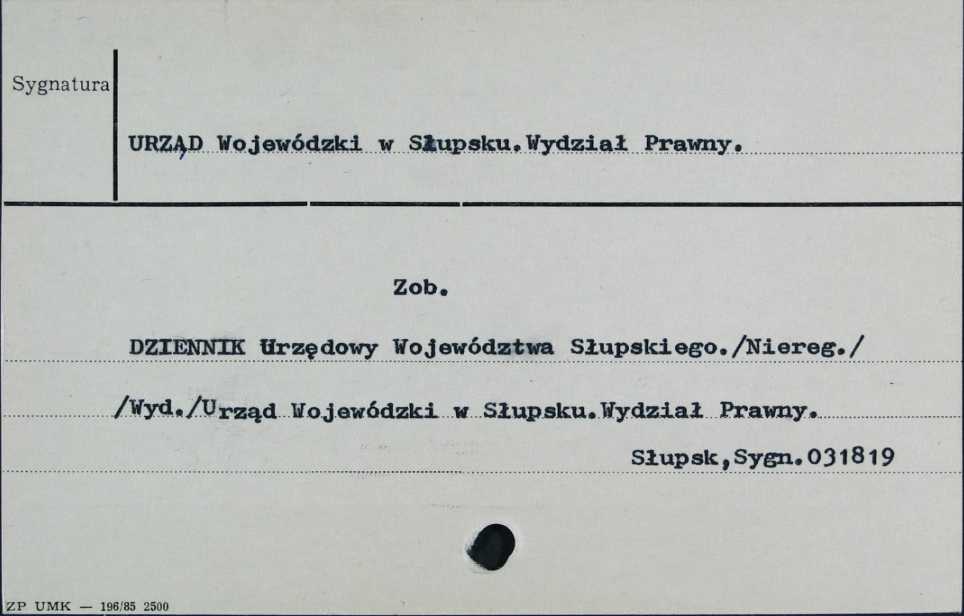 Sygnatura
URZĄD Wojewódzki w Słupsku.Wydział Prawny.
Zob.
DZIENNIK Urzędowy Województwa Słupskiego./Niereg./
/Wyd./Urząd Wojewódzki w Słupsku.Wydział Prawny.
Słupsk,Sygn.031819
ZP UMK — 196/85 2500